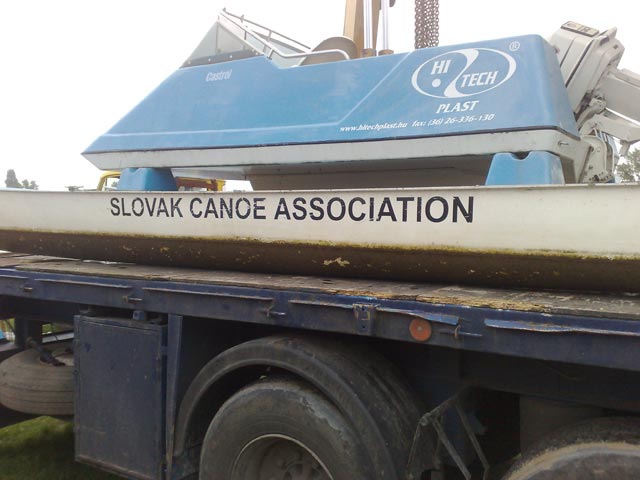 Castrol
HI TECH ®
PLAST
www.hitechplast.hu fax: (36) 26-336-130
SLOVAK CANOE ASSOCIATION